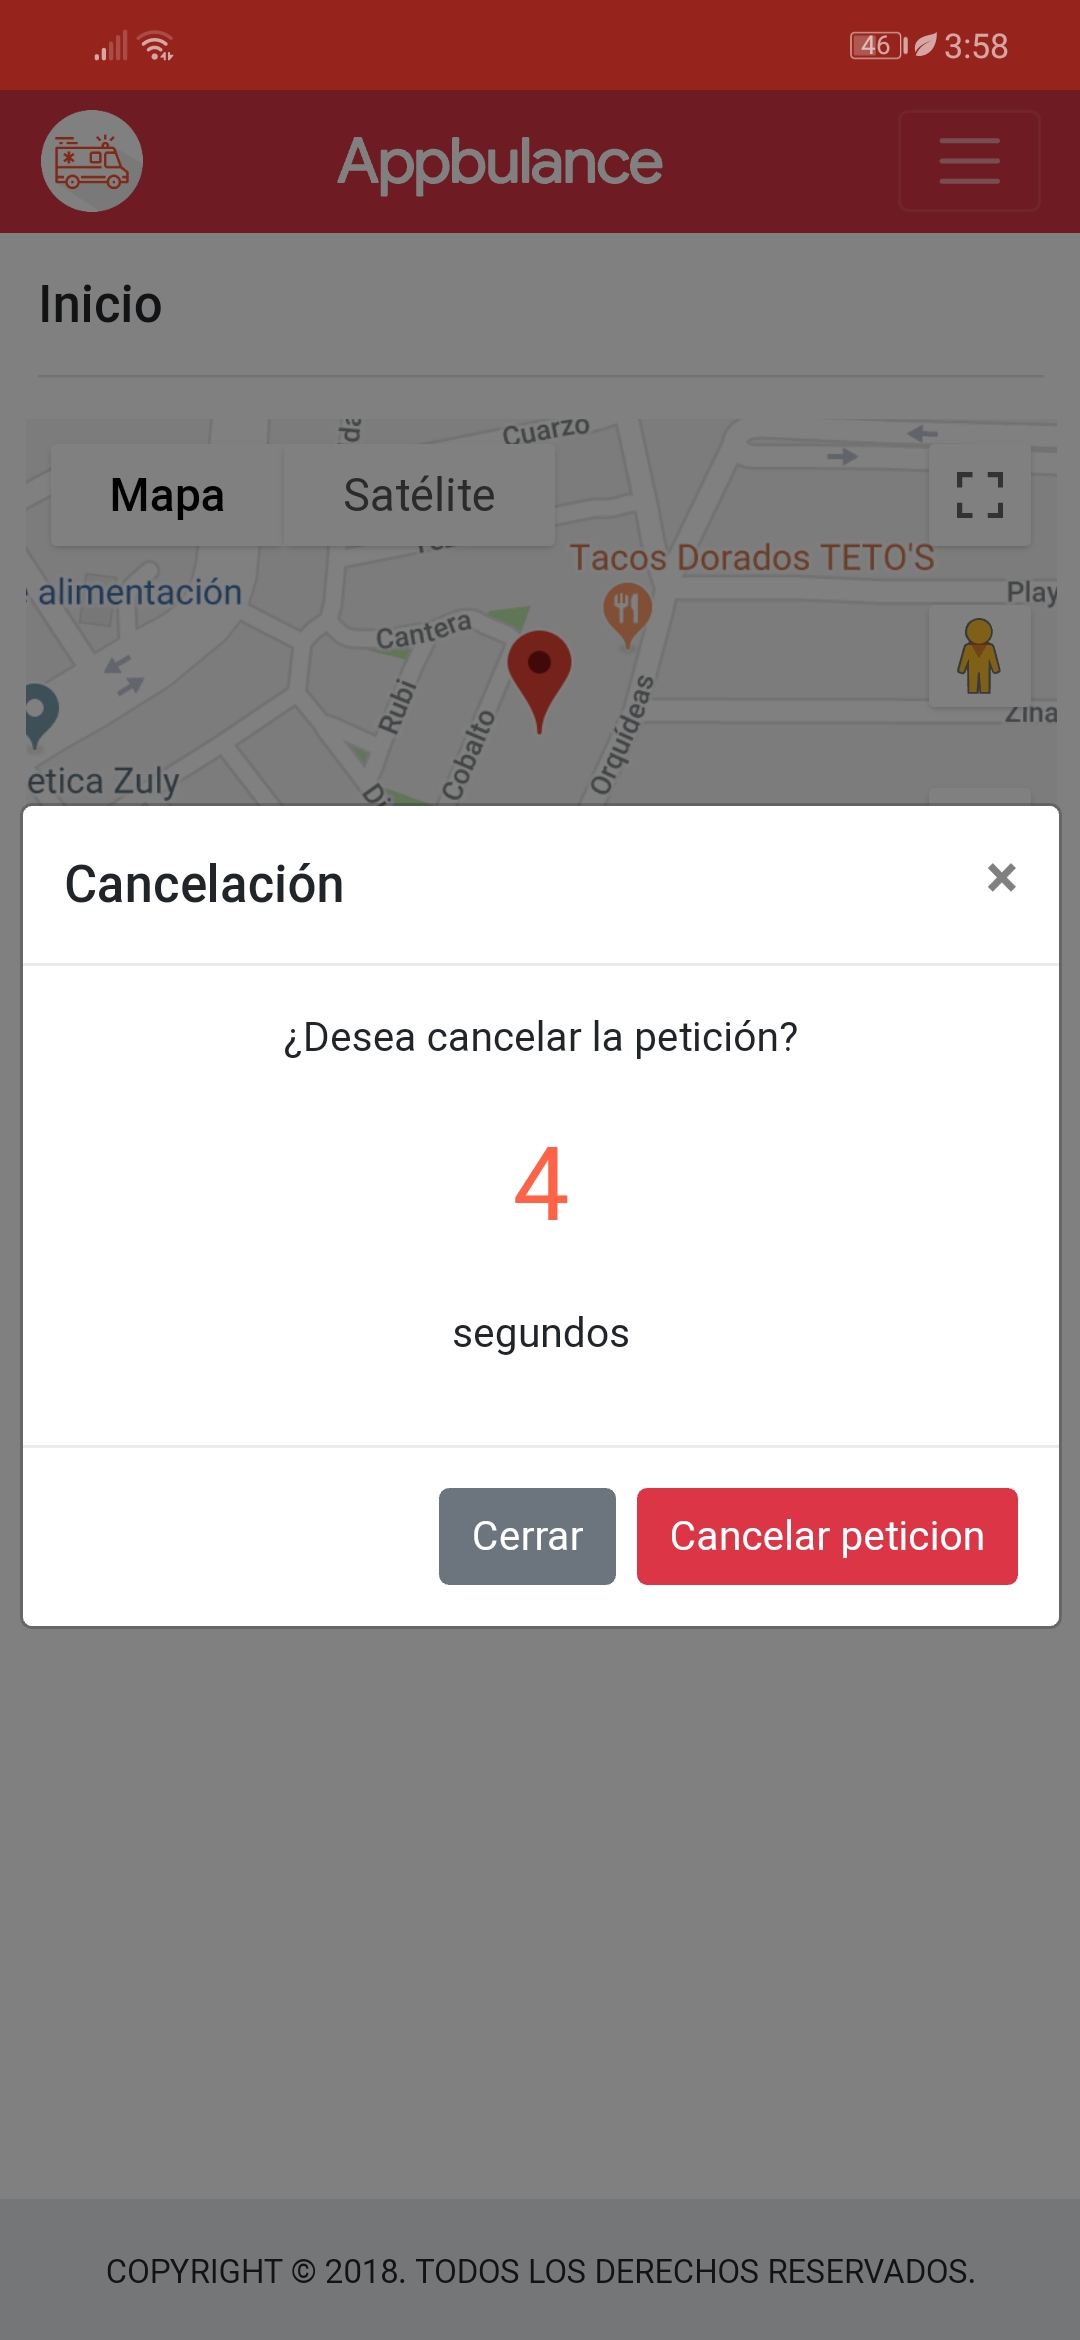 46 3:58
Appbulance
Inicio
Cuarzo
Mapa Satélite
Tacos Dorados TETO'S
alimentación
Play
Cantera
Rubi
Cobalto
Orquídeas
Zina
etica Zuly
Cancelación ×
¿Desea cancelar la petición?
4
segundos
Cerrar Cancelar peticion
COPYRIGHT © 2018. TODOS LOS DERECHOS RESERVADOS.